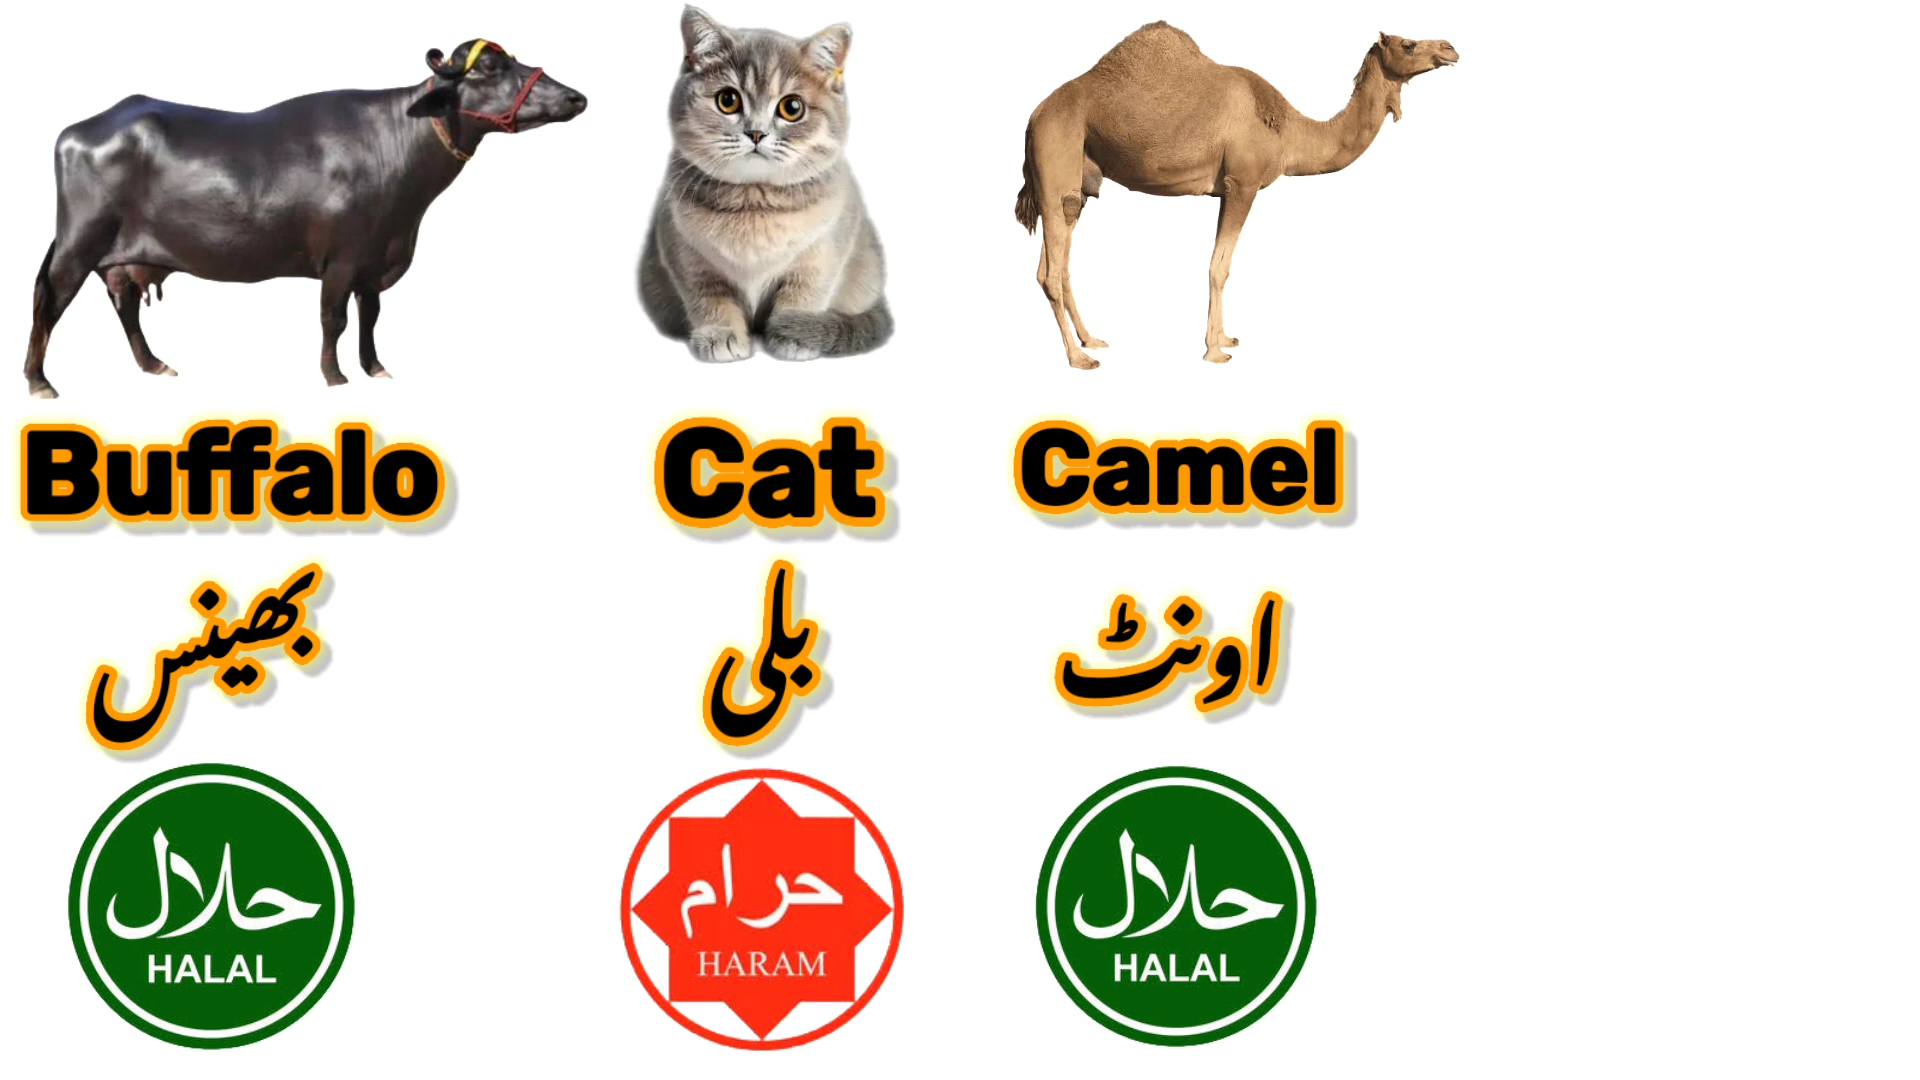 Buffalo
Cat
Camel
بھینس
بلی
اونٹ
حلال
HALAL
حرام
HARAM
حلال
HALAL